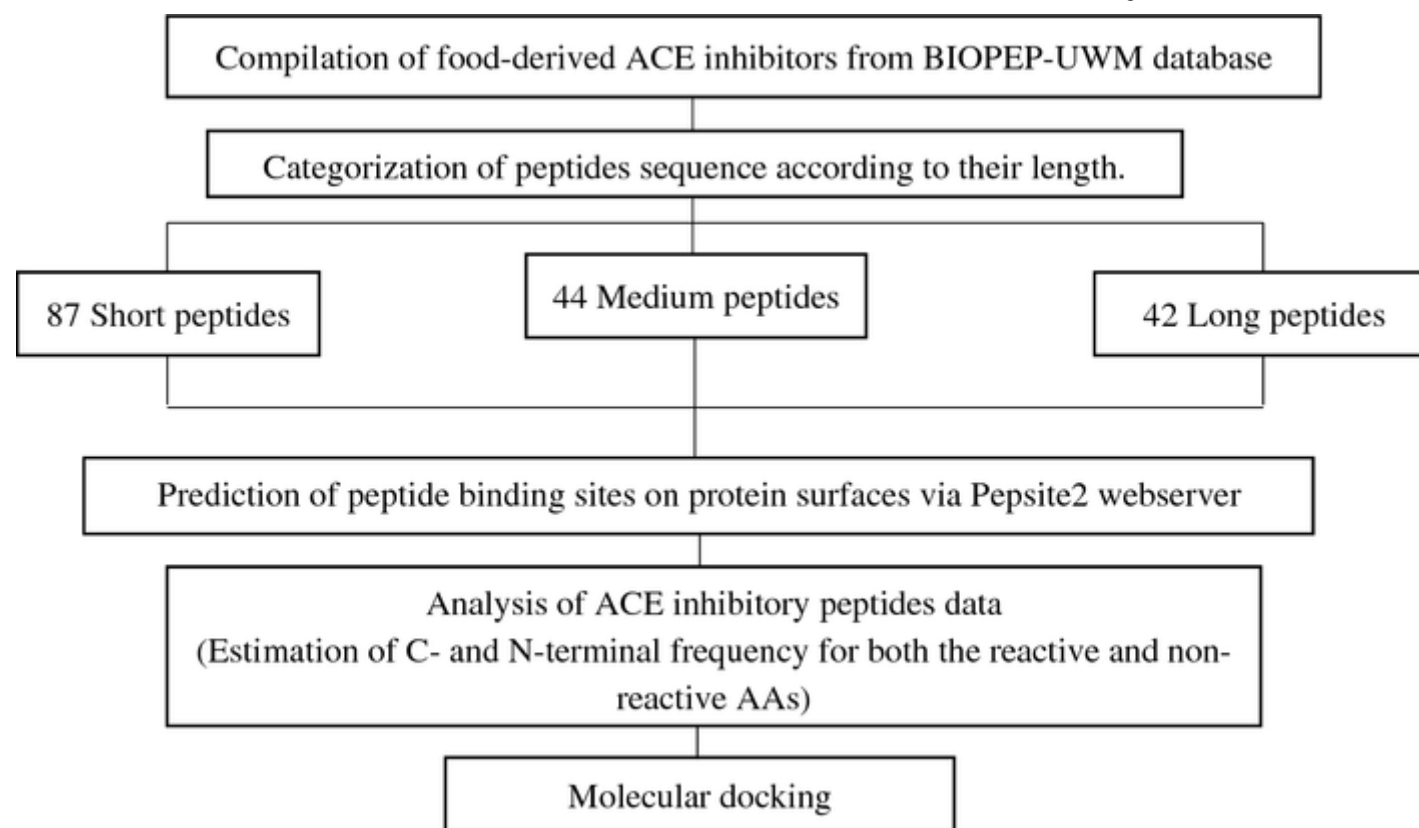 Compilation of food-derived ACE inhibitors from BIOPEP-UWM database
Categorization of peptides sequence according to their length.
87 Short peptides
44 Medium peptides
42 Long peptides
Prediction of peptide binding sites on protein surfaces via Pepsite2 webserver
Analysis of ACE inhibitory peptides data
(Estimation of C- and N-terminal frequency for both the reactive and non-
reactive AAs)
Molecular docking